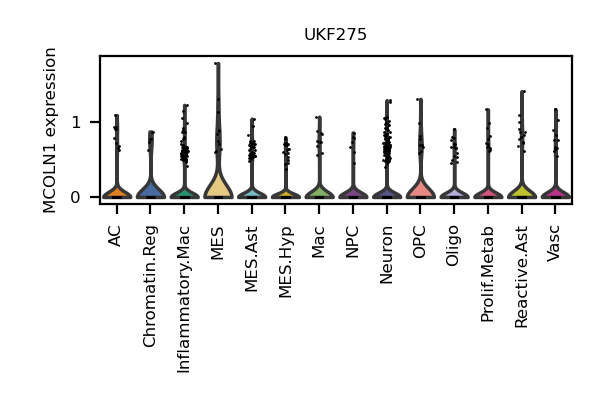 UKF275
MCOLN1 expression
1
0
AC
Chromatin.Reg
Inflammatory.Mac
MES
MES.Ast
MES.Hyp
Mac
NPC
Neuron
OPC
Oligo
Prolif.Metab
Reactive.Ast
Vasc